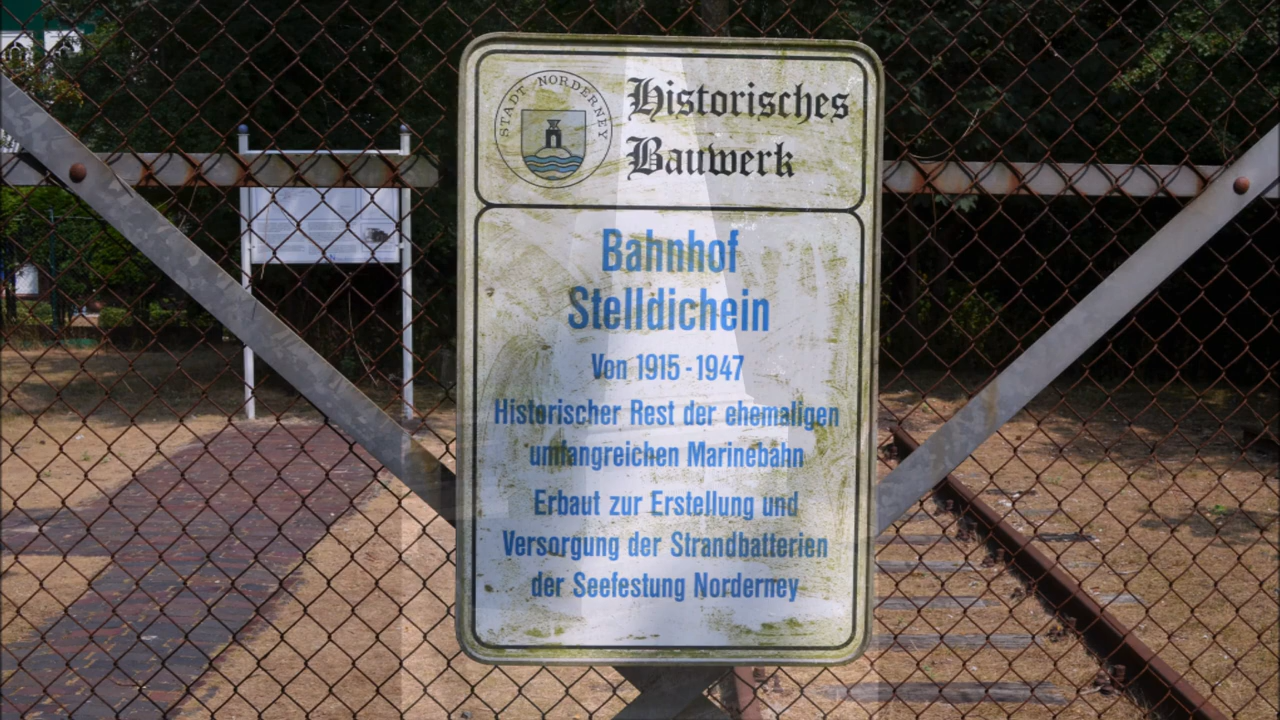 STADT NORDERNEY
Historisches
Bauwerk
Bahnhof
Stelldichein
Von 1915 - 1947
Historischer Rest der ehemaligen
umfangreichen Marinebahn
Erbaut zur Erstellung und
Versorgung der Strandbatterien
der Seefestung Norderney